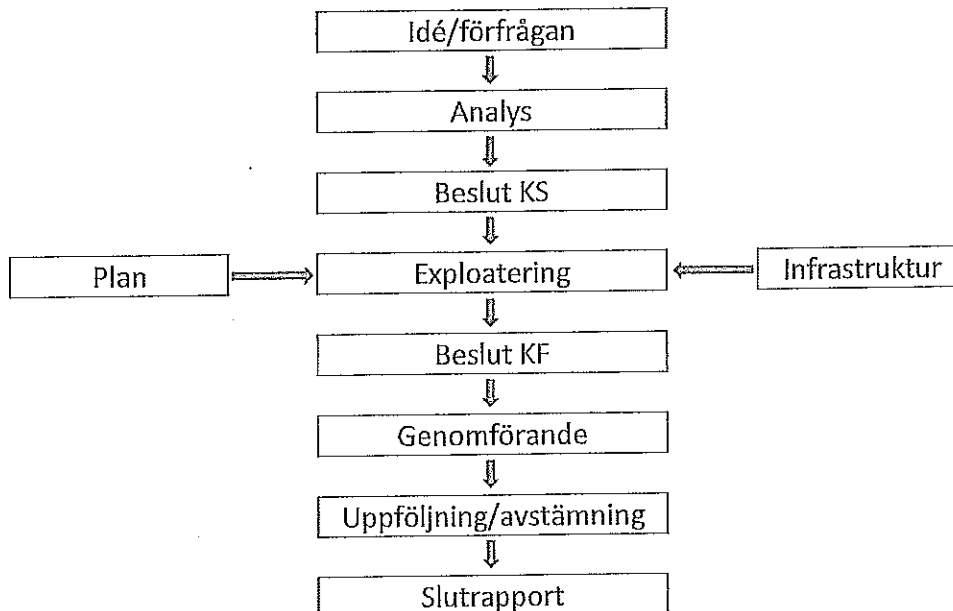 Idé/förfrågan
Analys
Beslut KS
Plan
Exploatering
Infrastruktur
Beslut KF
Genomförande
Uppföljning/avstämning
Slutrapport